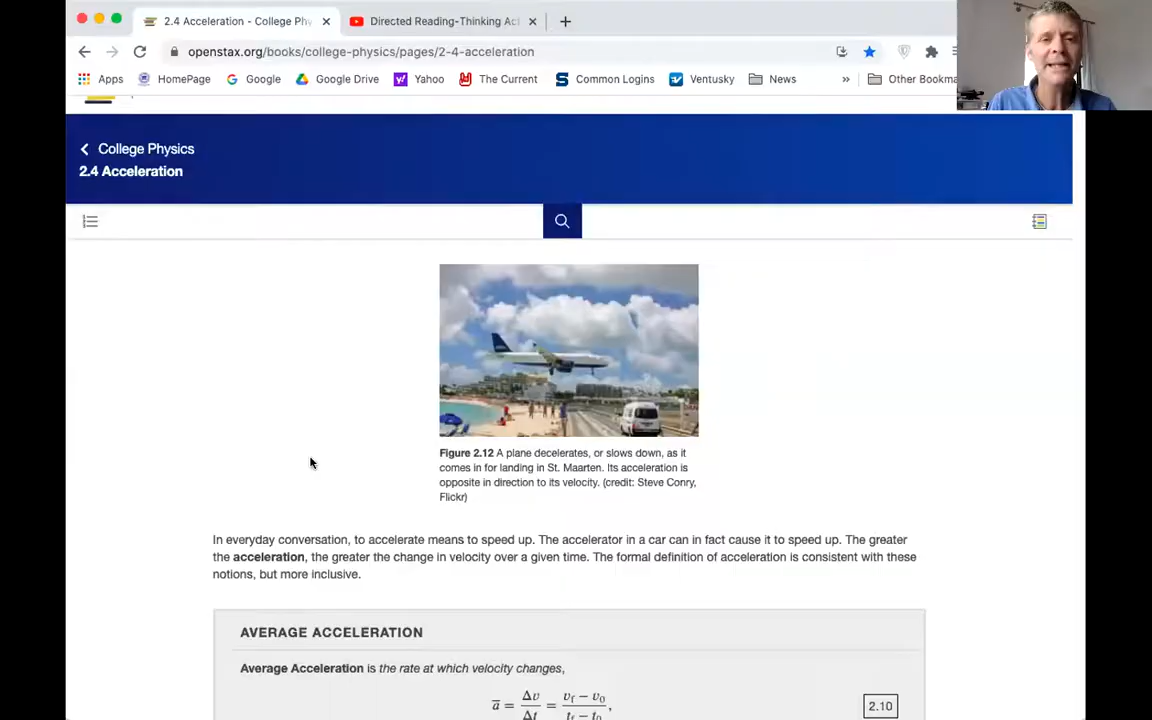 2.4 Acceleration - College Phy
Directed Reading-Thinking Ac
openstax.org/books/college-physics/pages/2-4-acceleration
Apps HomePage Google Google Drive Yahoo The Current Common Logins Ventusky News » Other Bookma
College Physics
2.4 Acceleration
Figure 2.12 A plane decelerates, or slows down, as it
comes in for landing in St. Maarten. Its acceleration is
opposite in direction to its velocity. (credit: Steve Conry,
Flickr)
In everyday conversation, to accelerate means to speed up. The accelerator in a car can in fact cause it to speed up. The greater
the acceleration, the greater the change in velocity over a given time. The formal definition of acceleration is consistent with these
notions, but more inclusive.
AVERAGE ACCELERATION
Average Acceleration is the rate at which velocity changes,
a̅ = Δv/Δt = (v_f − v_0)/(t_f − t_0), 2.10